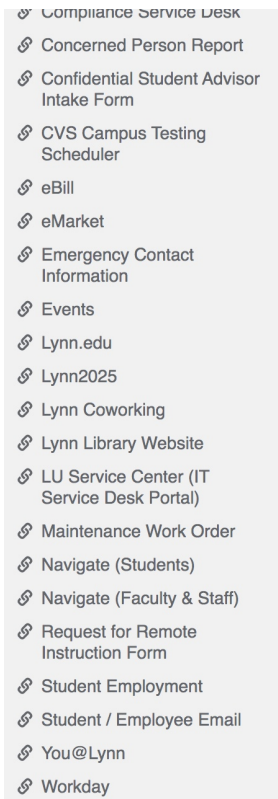 Compliance Service Desk
Concerned Person Report
Confidential Student Advisor
Intake Form
CVS Campus Testing
Scheduler
eBill
eMarket
Emergency Contact
Information
Events
Lynn.edu
Lynn2025
Lynn Coworking
Lynn Library Website
LU Service Center (IT
Service Desk Portal)
Maintenance Work Order
Navigate (Students)
Navigate (Faculty & Staff)
Request for Remote
Instruction Form
Student Employment
Student / Employee Email
You@Lynn
Workday